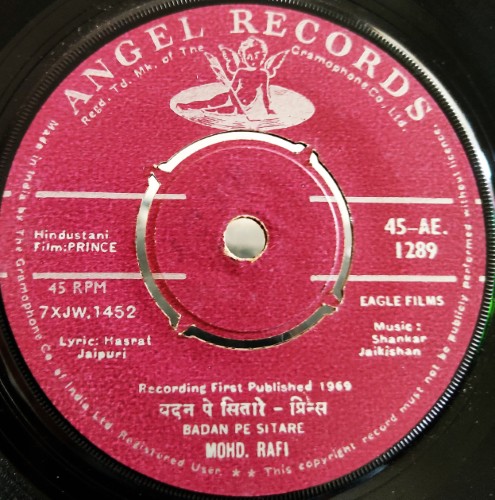 ANGEL RECORDS
Regd. Td. Mk. of The Gramophone Co., Ltd.
Hindustani
Film:PRINCE
45-AE.
1289
45 RPM
7XJW.1452
EAGLE FILMS
Lyric: Hasrat
Jaipuri
Music:
Shankar
Jaikishan
Recording First Published 1969
बदन पे सितारे - प्रिन्स
BADAN PE SITARE
MOHD. RAFI
Made in India by The Gramophone Co. of India Ltd. Registered User. ★ ★ This copyright record must not be Publicly performed without licence